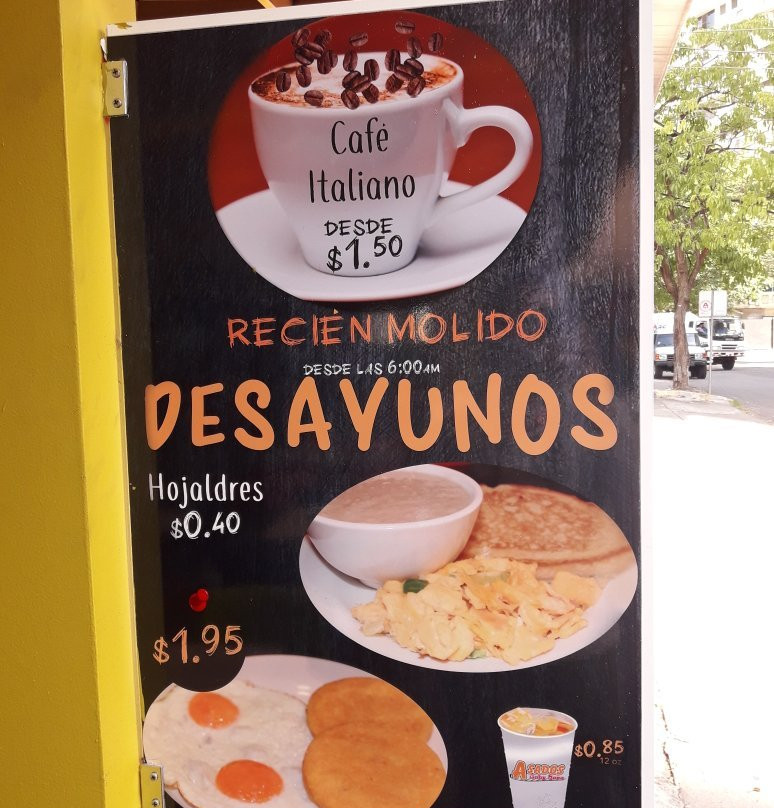 Café
Italiano
DESDE
$1.50
RECIÉN MOLIDO
DESDE LAS 6:00AM
DESAYUNOS
Hojaldres
$0.40
$1.95
$0.85
12 oz
Asados